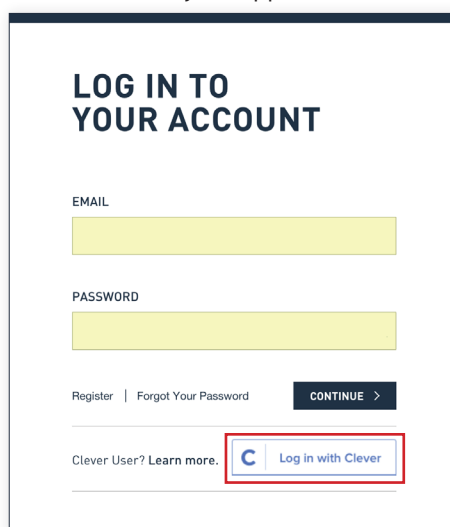 LOG IN TO
YOUR ACCOUNT
EMAIL
PASSWORD
Register | Forgot Your Password CONTINUE >
Clever User? Learn more. C Log in with Clever